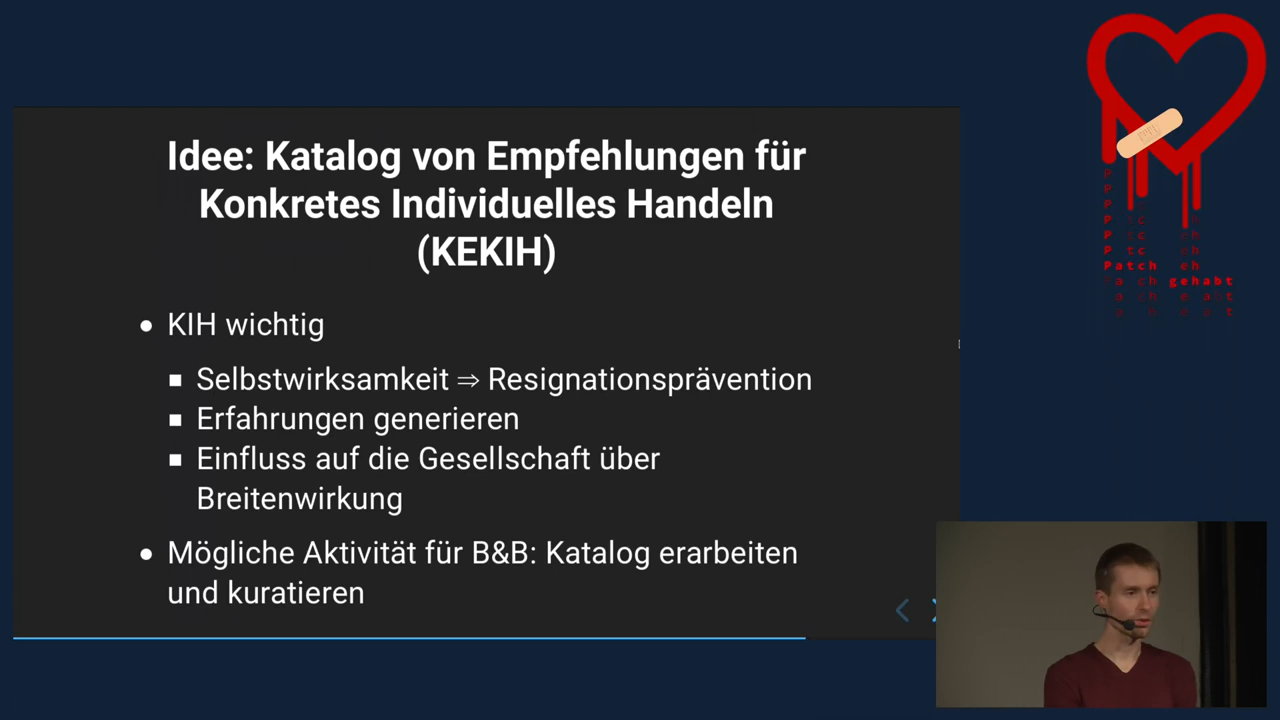 Idee: Katalog von Empfehlungen für
Konkretes Individuelles Handeln
(KEKIH)
• KIH wichtig
▪ Selbstwirksamkeit ⇒ Resignationsprävention
▪ Erfahrungen generieren
▪ Einfluss auf die Gesellschaft über
Breitenwirkung
• Mögliche Aktivität für B&B: Katalog erarbeiten
und kuratieren
Patch eh
gehabt